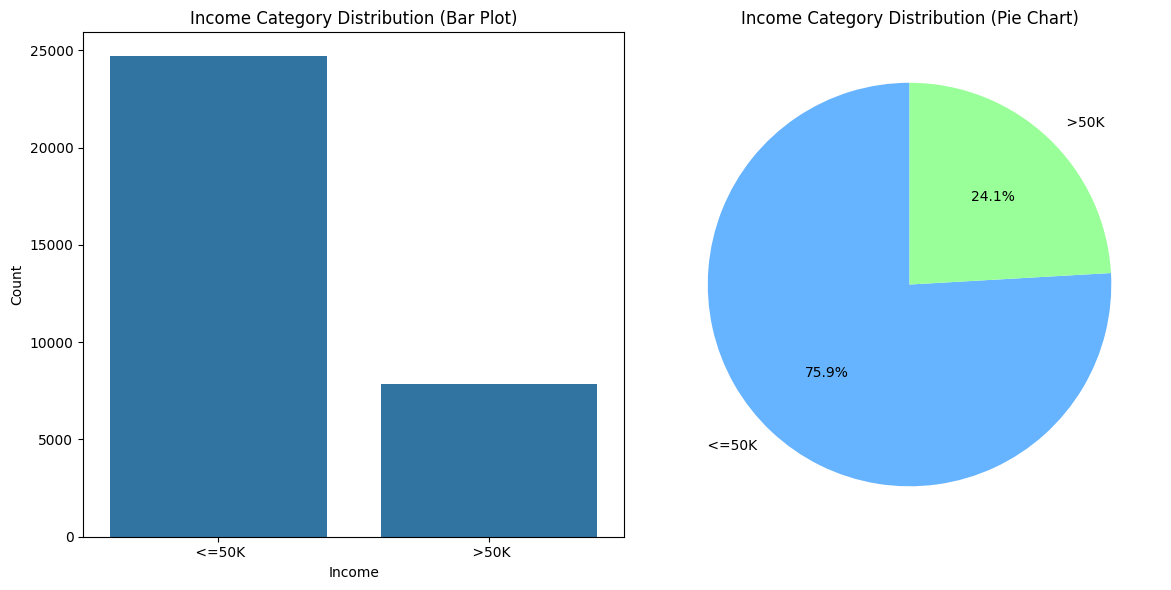 Income Category Distribution (Bar Plot)
25000
20000
15000
10000
5000
0
Count
<=50K
>50K
Income
Income Category Distribution (Pie Chart)
>50K
24.1%
75.9%
<=50K